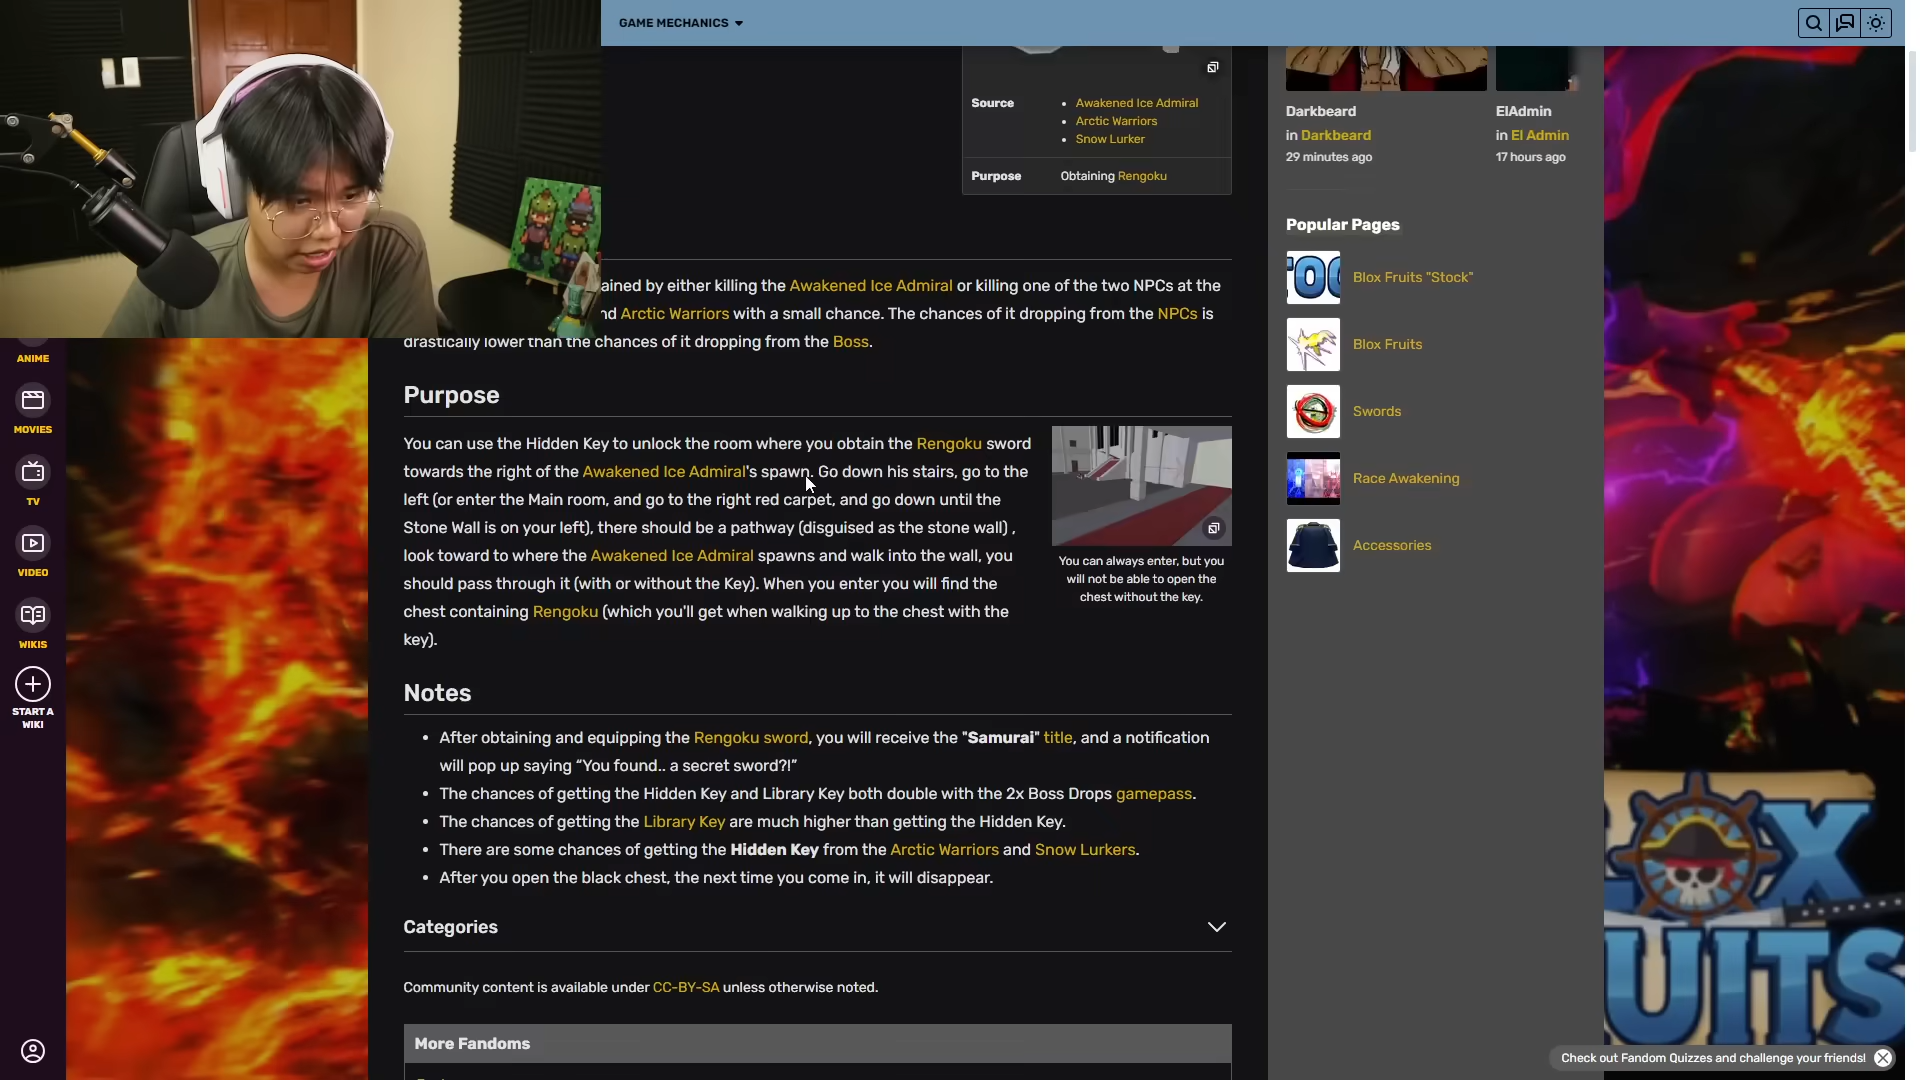 GAME MECHANICS
Source
Awakened Ice Admiral
Arctic Warriors
Snow Lurker
Purpose
Obtaining Rengoku
ained by either killing the Awakened Ice Admiral or killing one of the two NPCs at the
nd Arctic Warriors with a small chance. The chances of it dropping from the NPCs is
drastically lower than the chances of it dropping from the Boss.
Purpose
You can use the Hidden Key to unlock the room where you obtain the Rengoku sword
towards the right of the Awakened Ice Admiral's spawn. Go down his stairs, go to the
left (or enter the Main room, and go to the right red carpet, and go down until the
Stone Wall is on your left), there should be a pathway (disguised as the stone wall) ,
look toward to where the Awakened Ice Admiral spawns and walk into the wall, you
should pass through it (with or without the Key). When you enter you will find the
chest containing Rengoku (which you'll get when walking up to the chest with the
key).
You can always enter, but you
will not be able to open the
chest without the key.
Notes
After obtaining and equipping the Rengoku sword, you will receive the "Samurai" title, and a notification
will pop up saying “You found.. a secret sword?!”
The chances of getting the Hidden Key and Library Key both double with the 2x Boss Drops gamepass.
The chances of getting the Library Key are much higher than getting the Hidden Key.
There are some chances of getting the Hidden Key from the Arctic Warriors and Snow Lurkers.
After you open the black chest, the next time you come in, it will disappear.
Categories
Community content is available under CC-BY-SA unless otherwise noted.
More Fandoms
ANIME
MOVIES
TV
VIDEO
WIKIS
START A
WIKI
Darkbeard
in Darkbeard
29 minutes ago
ElAdmin
in El Admin
17 hours ago
Popular Pages
Blox Fruits "Stock"
Blox Fruits
Swords
Race Awakening
Accessories
Check out Fandom Quizzes and challenge your friends!